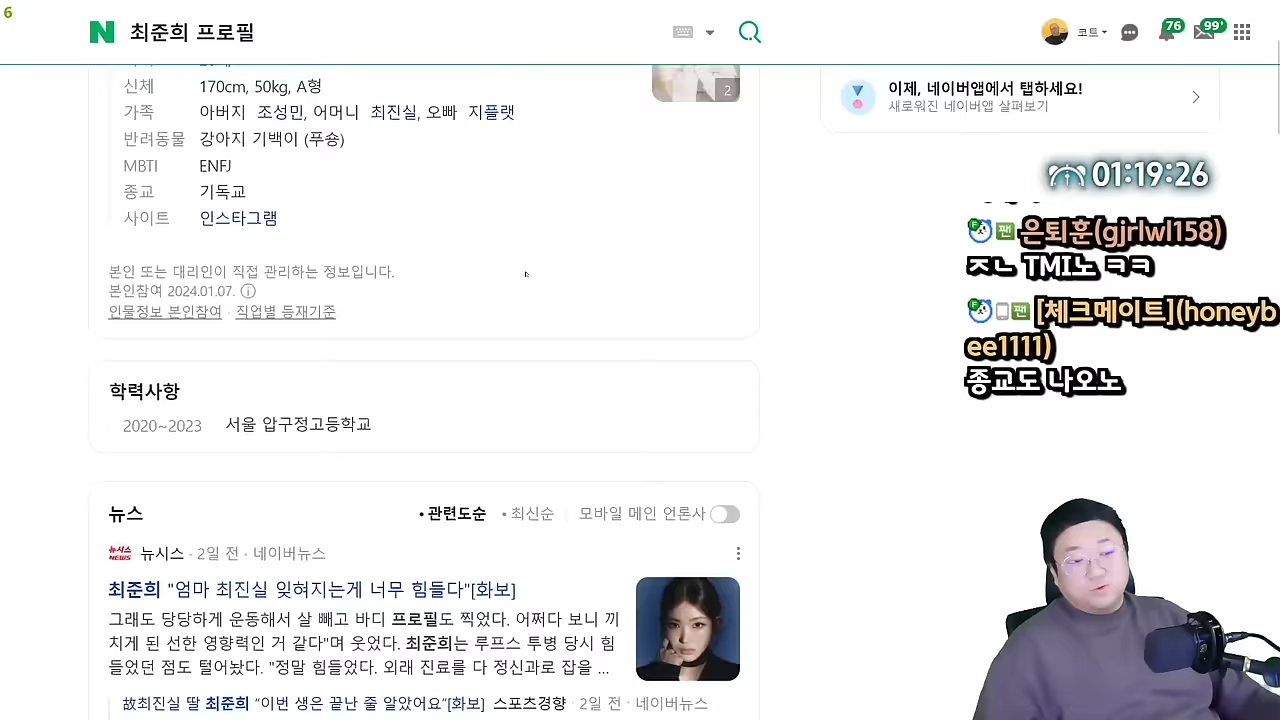 6
N 최준희 프로필
코트
76
99+
신체 170cm, 50kg, A형
가족 아버지 조성민, 어머니 최진실, 오빠 지플랫
반려동물 강아지 기백이 (푸숑)
MBTI ENFJ
종교 기독교
사이트 인스타그램
2
본인 또는 대리인이 직접 관리하는 정보입니다.
본인참여 2024.01.07.
인물정보 본인참여 · 직업별 등재기준
학력사항
2020~2023 서울 압구정고등학교
뉴스
• 관련도순 • 최신순 모바일 메인 언론사
뉴시스 NEWS 뉴시스 · 2일 전 · 네이버뉴스
최준희 "엄마 최진실 잊혀지는게 너무 힘들다"[화보]
그래도 당당하게 운동해서 살 빼고 바디 프로필도 찍었다. 어쩌다 보니 끼
치게 된 선한 영향력인 거 같다"며 웃었다. 최준희는 루프스 투병 당시 힘
들었던 점도 털어놨다. "정말 힘들었다. 외래 진료를 다 정신과로 잡을 ...
故최진실 딸 최준희 “이번 생은 끝난 줄 알았어요”[화보] 스포츠경향 · 2일 전 · 네이버뉴스
이제, 네이버앱에서 탭하세요!
새로워진 네이버앱 살펴보기
01:19:26
F 팬 은퇴훈(gjrlwl158)
ㅈㄴ TMI노 ㅋㅋ
F 팬 [체크메이트](honeyb
ee1111)
종교도 나오노